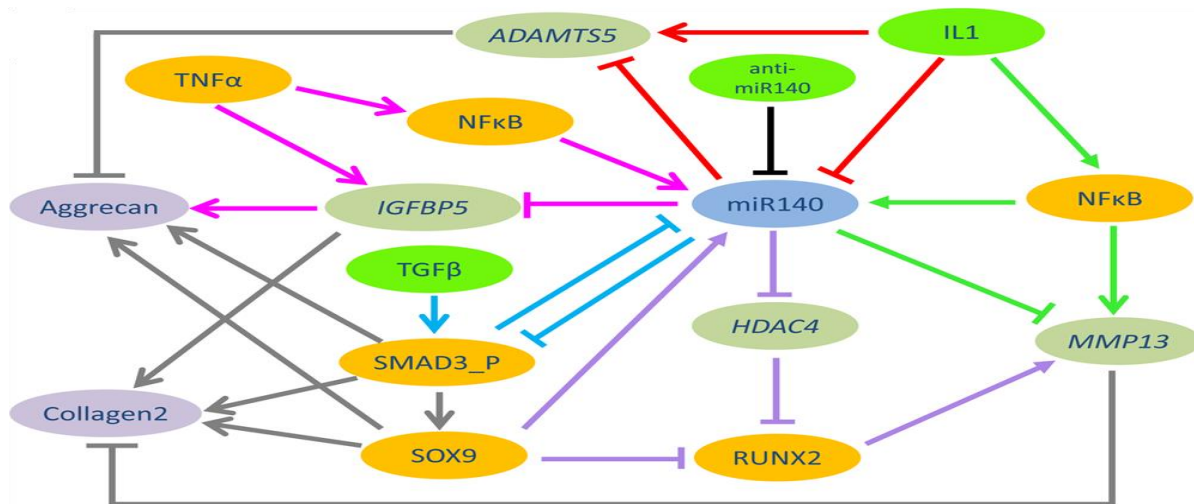 ADAMTS5
IL1
anti-
miR140
TNFα
NFκB
Aggrecan
IGFBP5
miR140
NFκB
TGFβ
HDAC4
MMP13
SMAD3_P
Collagen2
SOX9
RUNX2